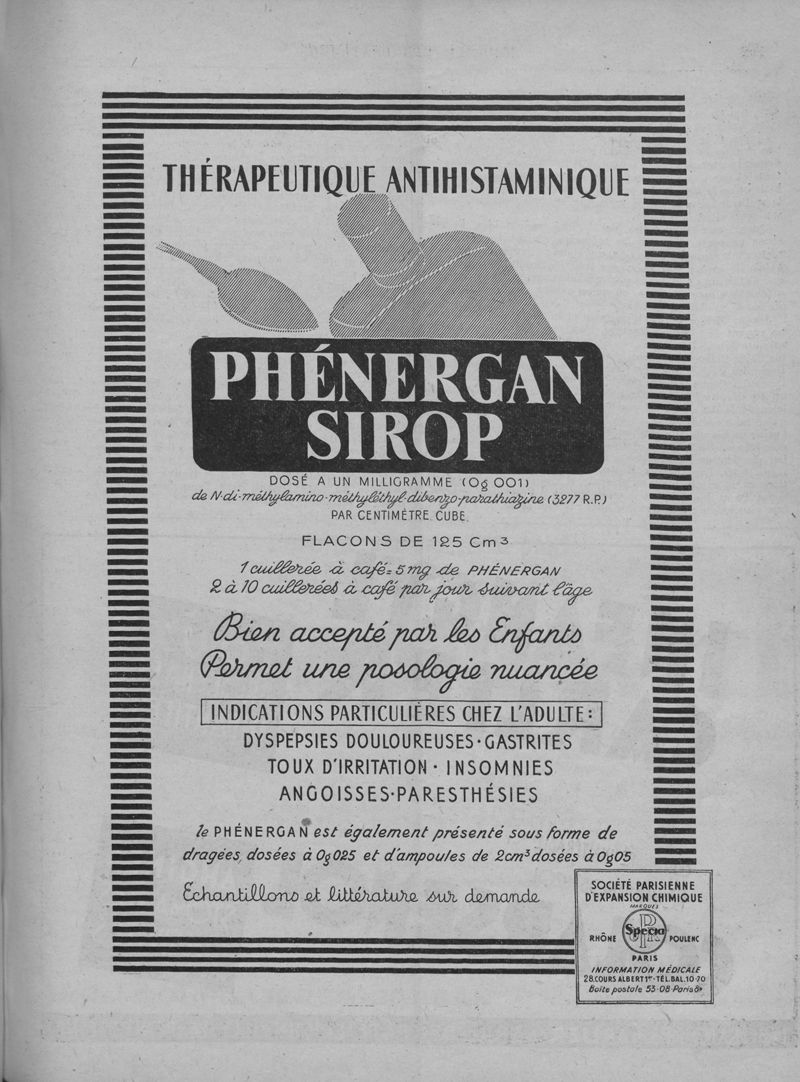 THÉRAPEUTIQUE ANTIHISTAMINIQUE
PHÉNERGAN
SIROP
DOSÉ A UN MILLIGRAMME (0g 001)
de N-di-méthylamino-méthyléthyl dibenzo-parathiazine (3277 R.P.)
PAR CENTIMÈTRE CUBE.
FLACONS DE 125 Cm³
1 cuillerée à café = 5 mg de PHÉNERGAN
2 à 10 cuillerées à café par jour suivant l'âge
Bien accepté par les Enfants
Permet une posologie nuancée
INDICATIONS PARTICULIÈRES CHEZ L'ADULTE :
DYSPEPSIES DOULOUREUSES · GASTRITES
TOUX D'IRRITATION · INSOMNIES
ANGOISSES · PARESTHÉSIES
le PHÉNERGAN est également présenté sous forme de
dragées, dosées à 0g025 et d'ampoules de 2cm³ dosées à 0g05
Echantillons et littérature sur demande
SOCIÉTÉ PARISIENNE
D'EXPANSION CHIMIQUE
MARQUES
RHÔNE Specia POULENC
PARIS
INFORMATION MÉDICALE
28. COURS ALBERT 1er - TÉL. BAL. 10-70
Boite postale 53-08 Paris 8e